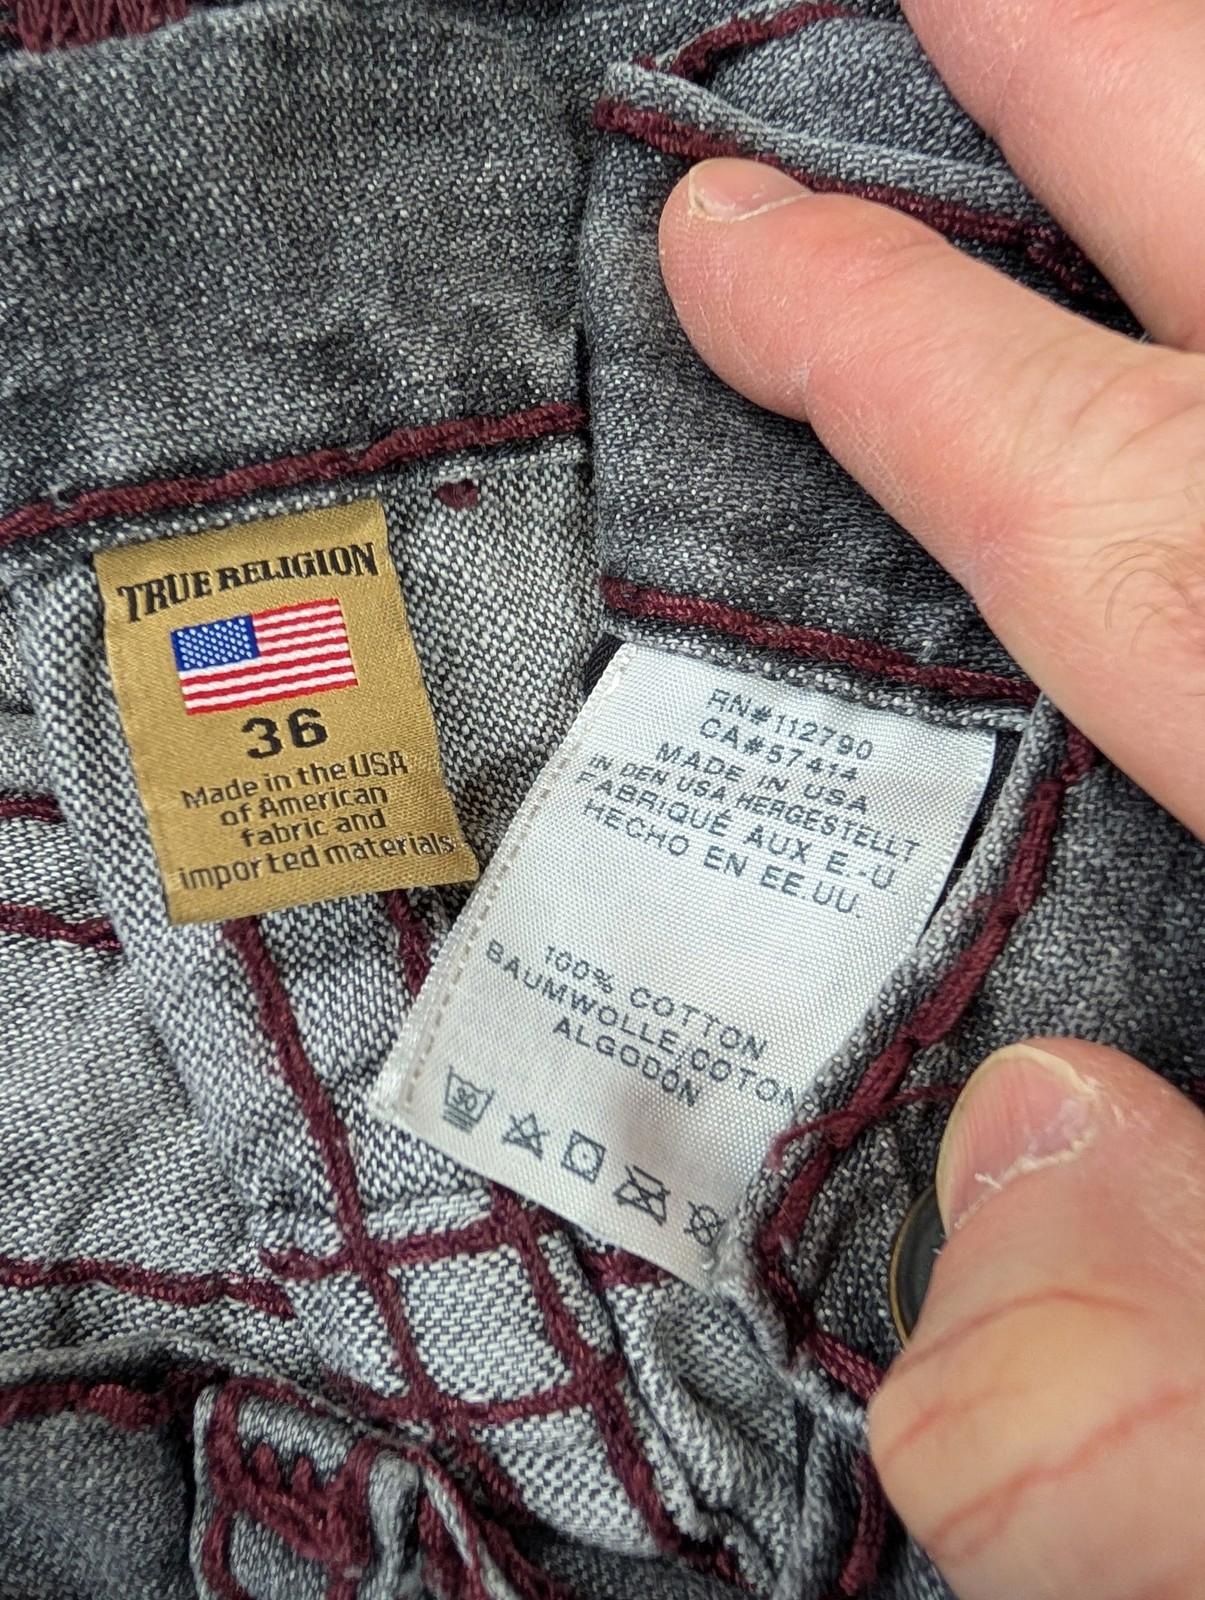 TRUE RELIGION
36
Made in the USA
of American
fabric and
imported materials
RN#112790
CA#57414
MADE IN USA
IN DEN USA HERGESTELLT
FABRIQUÉ AUX E.-U
HECHO EN EE.UU.
100% COTTON
BAUMWOLLE/COTON
ALGODON
30